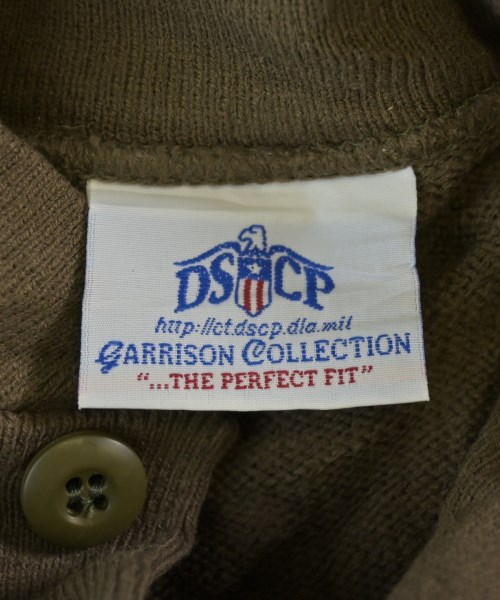 DSCP
http://ct.dscp.dla.mil
GARRISON COLLECTION
"...THE PERFECT FIT"